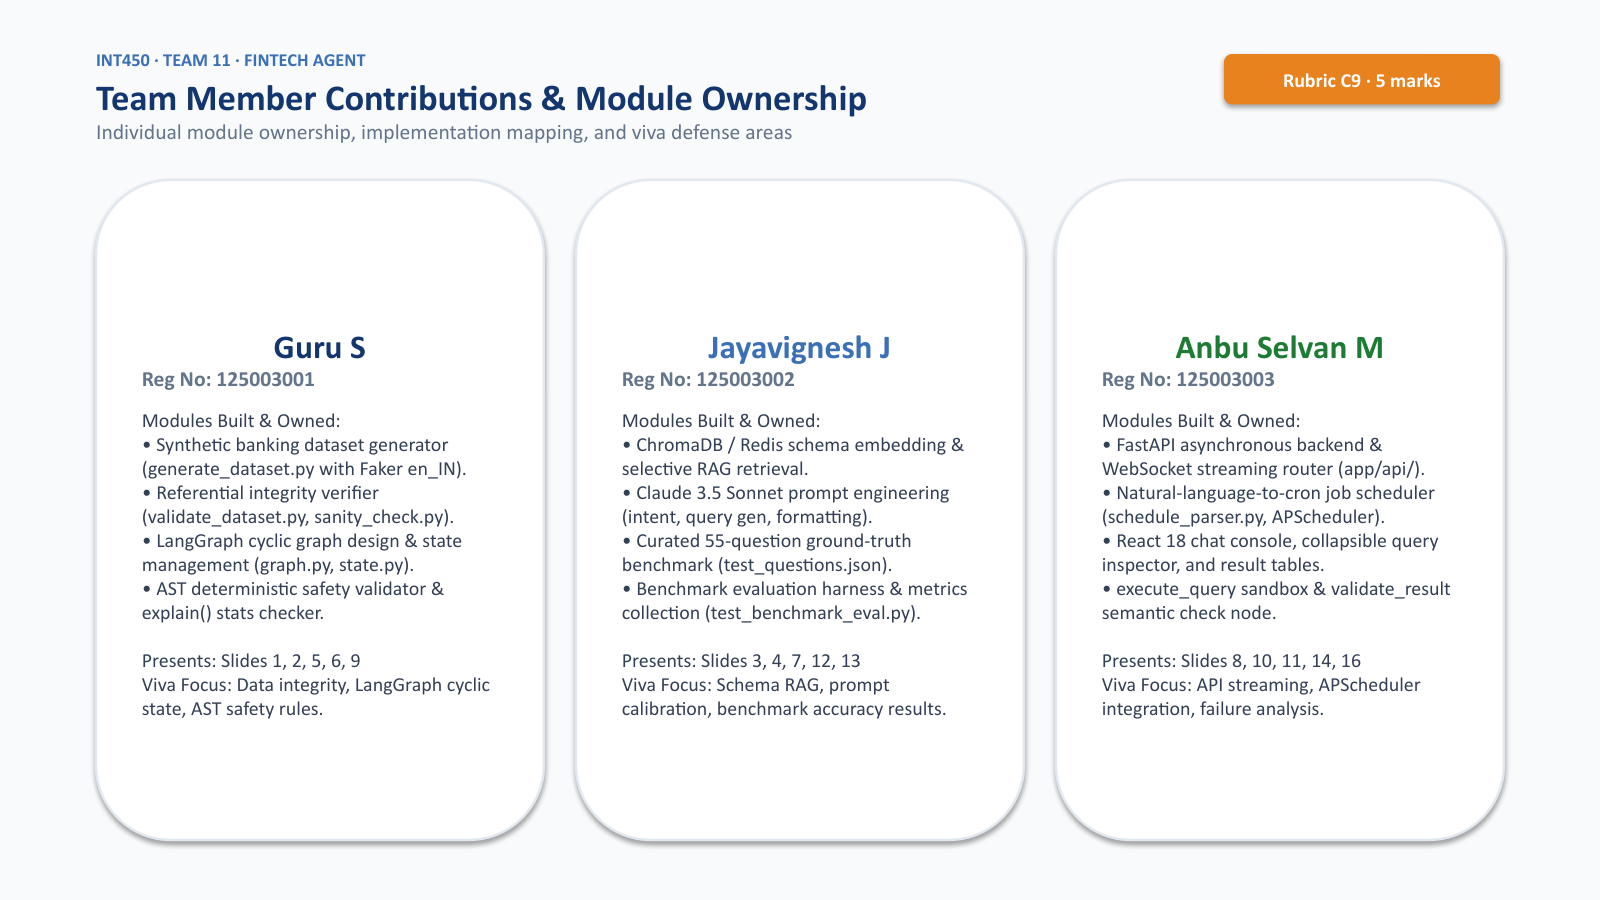 INT450 · TEAM 11 · FINTECH AGENT
Team Member Contributions & Module Ownership
Individual module ownership, implementation mapping, and viva defense areas
Rubric C9 · 5 marks
Guru S
Reg No: 125003001
Modules Built & Owned:
• Synthetic banking dataset generator
(generate_dataset.py with Faker en_IN).
• Referential integrity verifier
(validate_dataset.py, sanity_check.py).
• LangGraph cyclic graph design & state
management (graph.py, state.py).
• AST deterministic safety validator &
explain() stats checker.
Presents: Slides 1, 2, 5, 6, 9
Viva Focus: Data integrity, LangGraph cyclic
state, AST safety rules.
Jayavignesh J
Reg No: 125003002
Modules Built & Owned:
• ChromaDB / Redis schema embedding &
selective RAG retrieval.
• Claude 3.5 Sonnet prompt engineering
(intent, query gen, formatting).
• Curated 55-question ground-truth
benchmark (test_questions.json).
• Benchmark evaluation harness & metrics
collection (test_benchmark_eval.py).
Presents: Slides 3, 4, 7, 12, 13
Viva Focus: Schema RAG, prompt
calibration, benchmark accuracy results.
Anbu Selvan M
Reg No: 125003003
Modules Built & Owned:
• FastAPI asynchronous backend &
WebSocket streaming router (app/api/).
• Natural-language-to-cron job scheduler
(schedule_parser.py, APScheduler).
• React 18 chat console, collapsible query
inspector, and result tables.
• execute_query sandbox & validate_result
semantic check node.
Presents: Slides 8, 10, 11, 14, 16
Viva Focus: API streaming, APScheduler
integration, failure analysis.